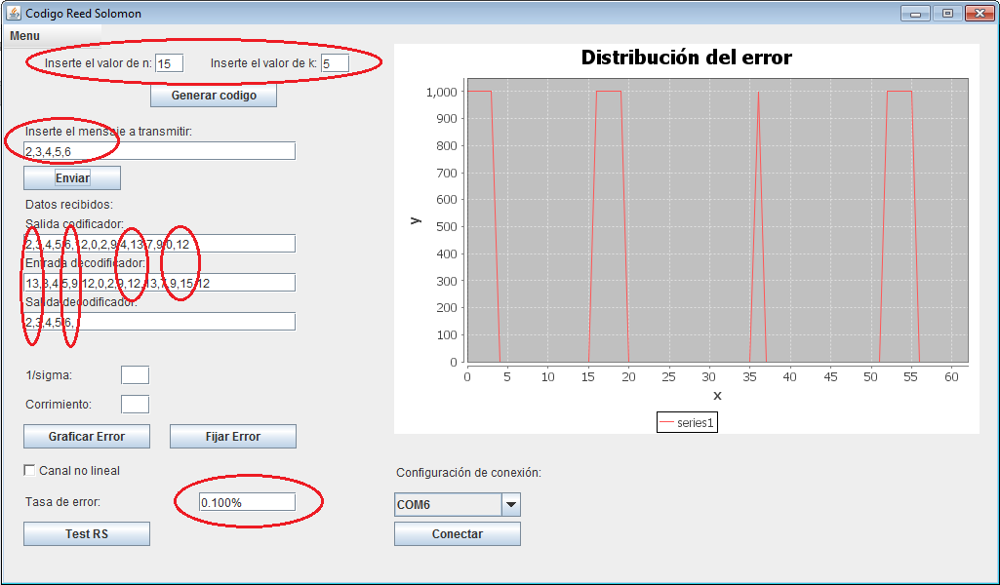 Codigo Reed Solomon
Menu
Inserte el valor de n: 15 Inserte el valor de k: 5
Generar codigo
Inserte el mensaje a transmitir:
2,3,4,5,6
Enviar
Datos recibidos:
Salida codificador:
2,3,4,5,6,12,0,2,9,4,13,7,9,0,12
Entrada decodificador:
13,3,4,5,9,12,0,2,9,12,13,7,9,15,12
Salida decodificador:
2,3,4,5,6,
1/sigma:
Corrimiento:
Graficar Error Fijar Error
Canal no lineal
Tasa de error: 0.100%
Test RS
Distribución del error
1,000
900
800
700
600
500
400
300
200
100
0
y
0 5 10 15 20 25 30 35 40 45 50 55 60
x
series1
Configuración de conexión:
COM6
Conectar